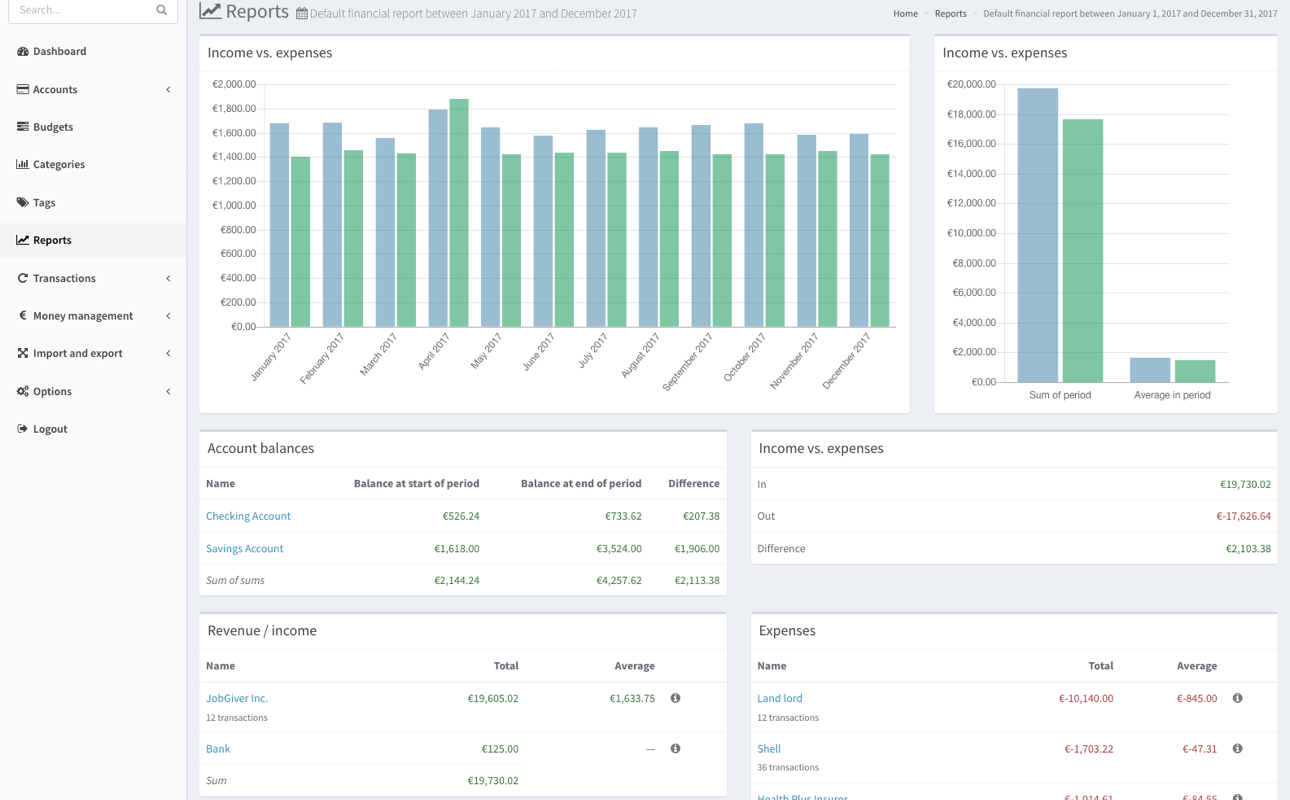 Search...
Dashboard
Accounts
Budgets
Categories
Tags
Reports
Transactions
€ Money management
Import and export
Options
Logout
Reports Default financial report between January 2017 and December 2017
Home > Reports > Default financial report between January 1, 2017 and December 31, 2017
Income vs. expenses
€2,000.00
€1,800.00
€1,600.00
€1,400.00
€1,200.00
€1,000.00
€800.00
€600.00
€400.00
€200.00
€0.00
January 2017
February 2017
March 2017
April 2017
May 2017
June 2017
July 2017
August 2017
September 2017
October 2017
November 2017
December 2017
Income vs. expenses
€20,000.00
€18,000.00
€16,000.00
€14,000.00
€12,000.00
€10,000.00
€8,000.00
€6,000.00
€4,000.00
€2,000.00
€0.00
Sum of period
Average in period
Account balances
Name Balance at start of period Balance at end of period Difference
Checking Account €526.24 €733.62 €207.38
Savings Account €1,618.00 €3,524.00 €1,906.00
Sum of sums €2,144.24 €4,257.62 €2,113.38
Income vs. expenses
In €19,730.02
Out €-17,626.64
Difference €2,103.38
Revenue / income
Name Total Average
JobGiver Inc. €19,605.02 €1,633.75
12 transactions
Bank €125.00 —
Sum €19,730.02
Expenses
Name Total Average
Land lord €-10,140.00 €-845.00
12 transactions
Shell €-1,703.22 €-47.31
36 transactions
Health Plus Insurer €-1,014.61 €-84.55